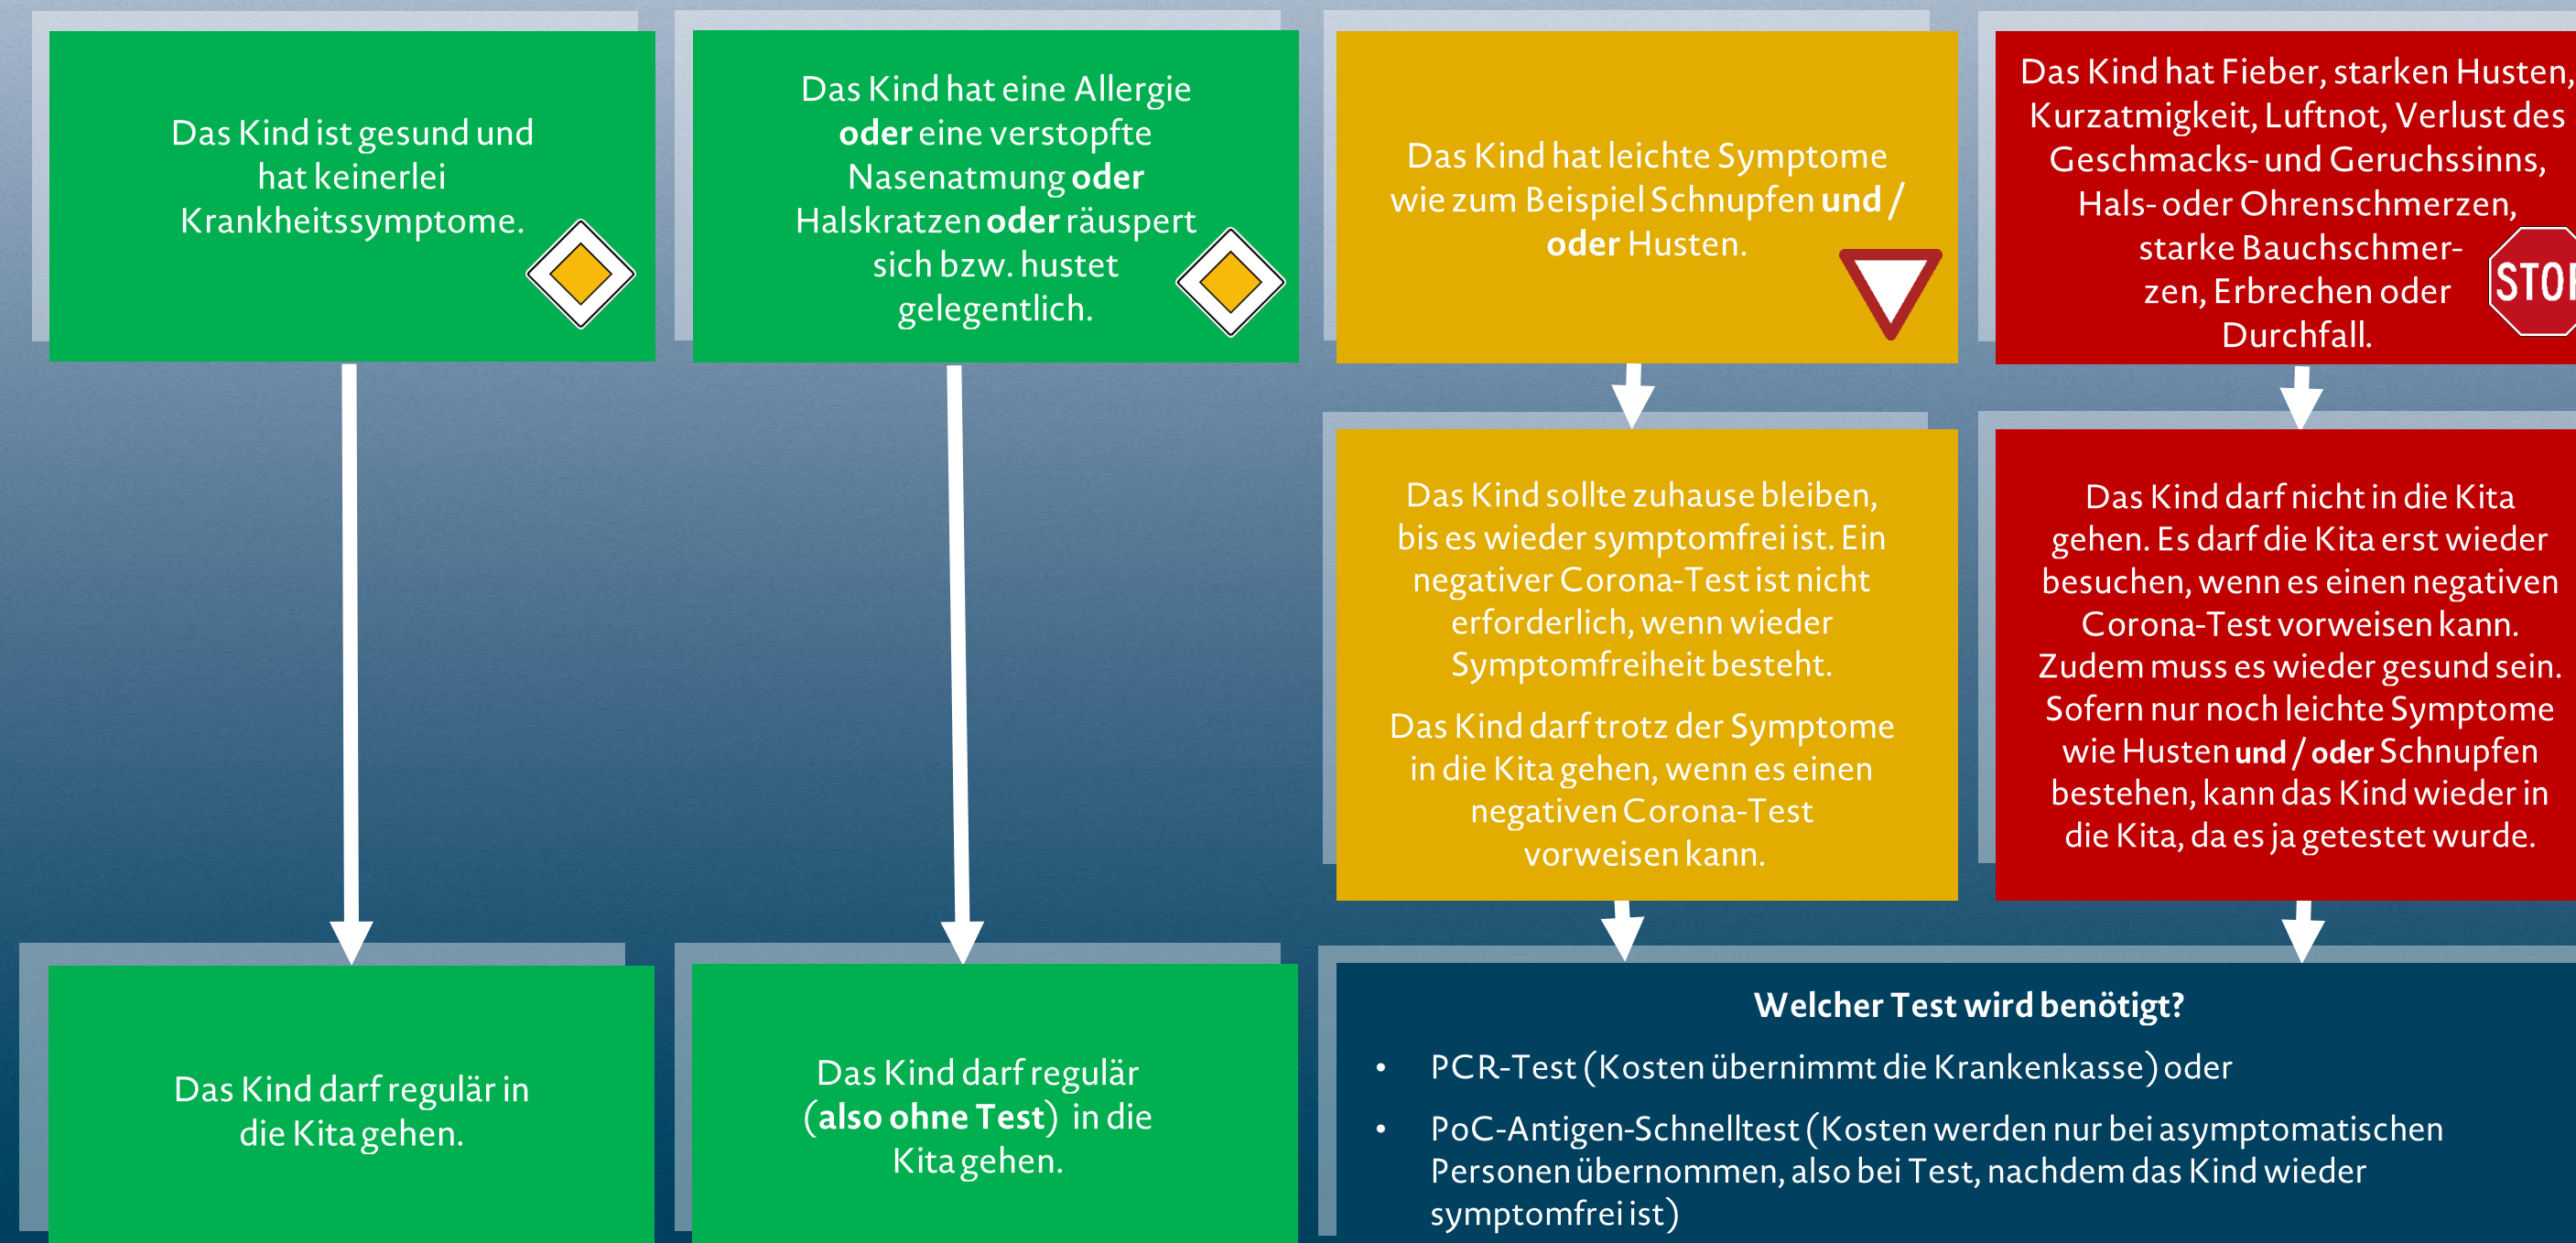 Das Kind ist gesund und
hat keinerlei
Krankheitssymptome.
Das Kind hat eine Allergie
oder eine verstopfte
Nasenatmung oder
Halskratzen oder räuspert
sich bzw. hustet
gelegentlich.
Das Kind hat leichte Symptome
wie zum Beispiel Schnupfen und /
oder Husten.
Das Kind hat Fieber, starken Husten,
Kurzatmigkeit, Luftnot, Verlust des
Geschmacks- und Geruchssinns,
Hals- oder Ohrenschmerzen,
starke Bauchschmer-
zen, Erbrechen oder
Durchfall.
STOP
Das Kind sollte zuhause bleiben,
bis es wieder symptomfrei ist. Ein
negativer Corona-Test ist nicht
erforderlich, wenn wieder
Symptomfreiheit besteht.
Das Kind darf trotz der Symptome
in die Kita gehen, wenn es einen
negativen Corona-Test
vorweisen kann.
Das Kind darf nicht in die Kita
gehen. Es darf die Kita erst wieder
besuchen, wenn es einen negativen
Corona-Test vorweisen kann.
Zudem muss es wieder gesund sein.
Sofern nur noch leichte Symptome
wie Husten und / oder Schnupfen
bestehen, kann das Kind wieder in
die Kita, da es ja getestet wurde.
Das Kind darf regulär in
die Kita gehen.
Das Kind darf regulär
(also ohne Test) in die
Kita gehen.
Welcher Test wird benötigt?
• PCR-Test (Kosten übernimmt die Krankenkasse) oder
• PoC-Antigen-Schnelltest (Kosten werden nur bei asymptomatischen
Personen übernommen, also bei Test, nachdem das Kind wieder
symptomfrei ist)